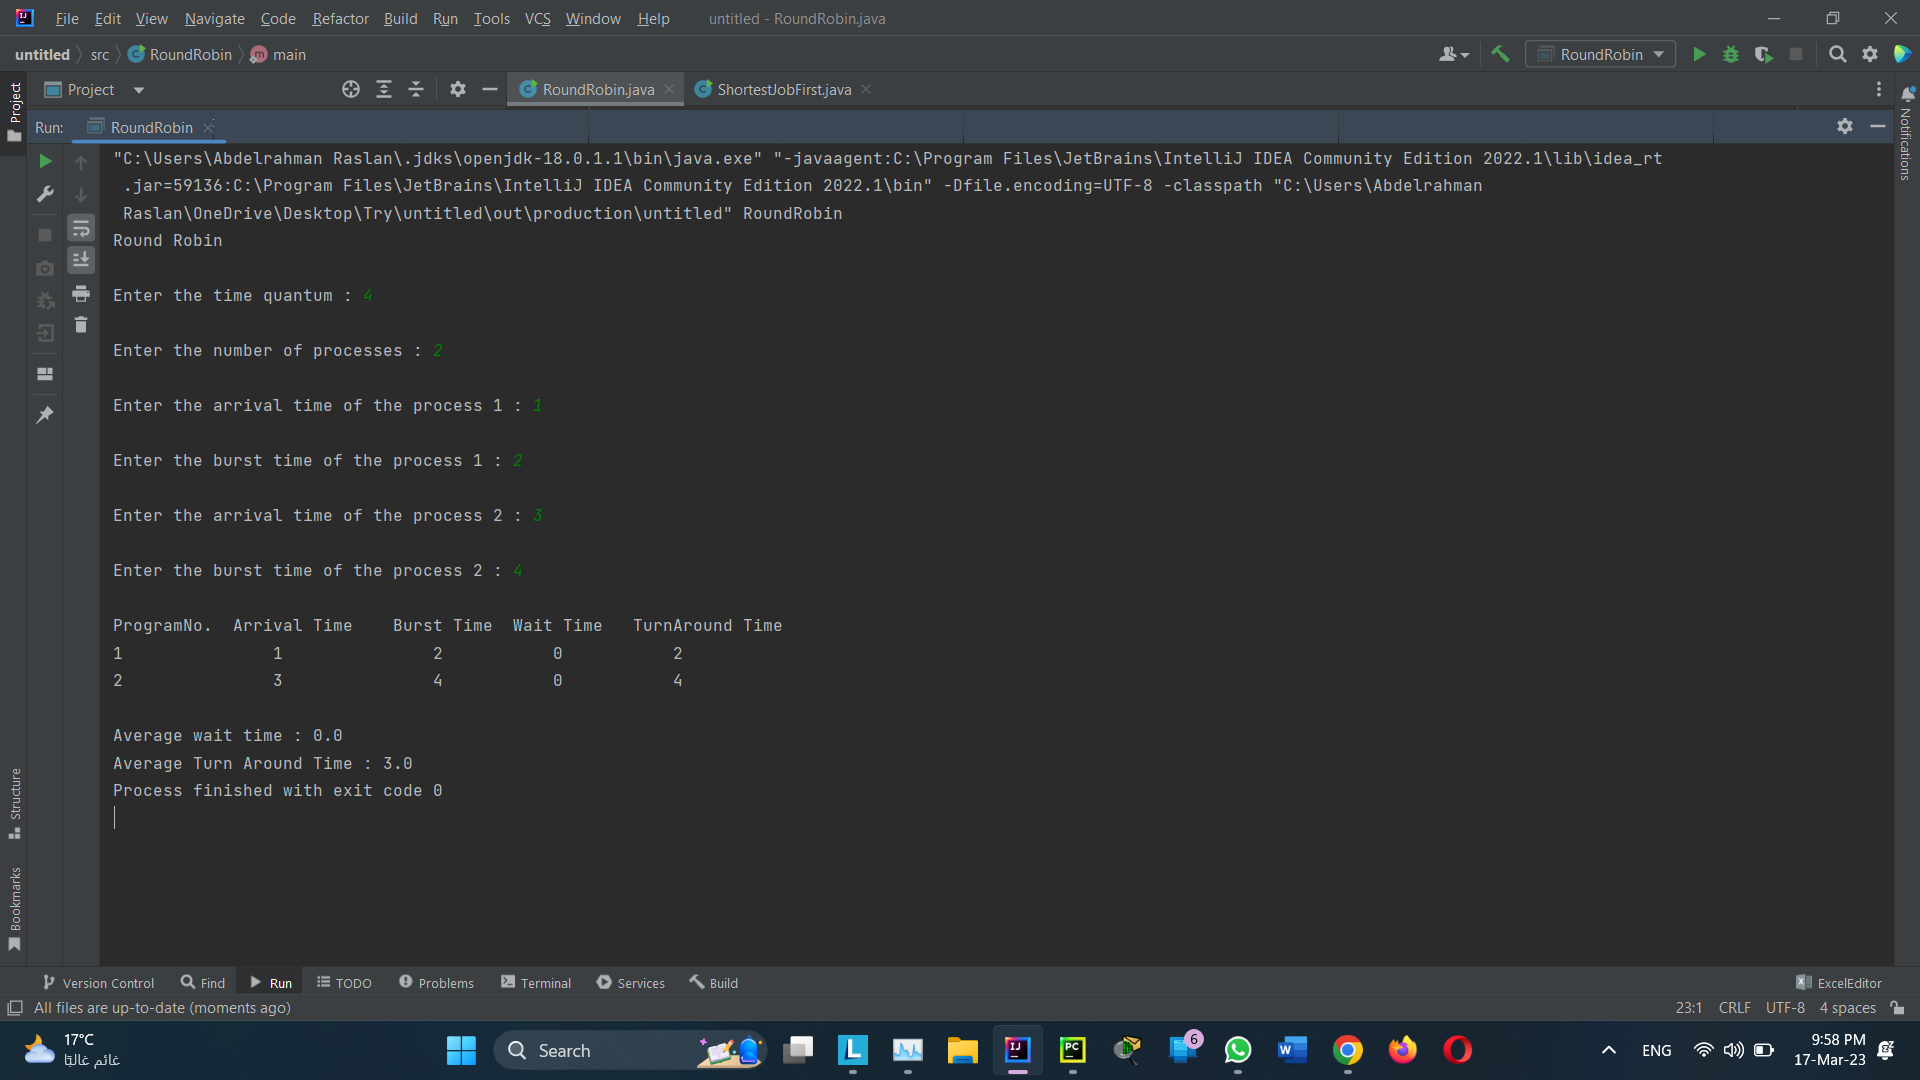 File Edit View Navigate Code Refactor Build Run Tools VCS Window Help untitled - RoundRobin.java
untitled src RoundRobin main RoundRobin
Project RoundRobin.java ShortestJobFirst.java
Project
Notifications
Run: RoundRobin
"C:\Users\Abdelrahman Raslan\.jdks\openjdk-18.0.1.1\bin\java.exe" "-javaagent:C:\Program Files\JetBrains\IntelliJ IDEA Community Edition 2022.1\lib\idea_rt
.jar=59136:C:\Program Files\JetBrains\IntelliJ IDEA Community Edition 2022.1\bin" -Dfile.encoding=UTF-8 -classpath "C:\Users\Abdelrahman
Raslan\OneDrive\Desktop\Try\untitled\out\production\untitled" RoundRobin
Round Robin
Enter the time quantum : 4
Enter the number of processes : 2
Enter the arrival time of the process 1 : 1
Enter the burst time of the process 1 : 2
Enter the arrival time of the process 2 : 3
Enter the burst time of the process 2 : 4
ProgramNo. Arrival Time Burst Time Wait Time TurnAround Time
1 1 2 0 2
2 3 4 0 4
Average wait time : 0.0
Average Turn Around Time : 3.0
Process finished with exit code 0
Structure
Bookmarks
Version Control Find Run TODO Problems Terminal Services Build ExcelEditor
All files are up-to-date (moments ago) 23:1 CRLF UTF-8 4 spaces
17°C
غائم غالبًا
Search
6
ENG
9:58 PM
17-Mar-23